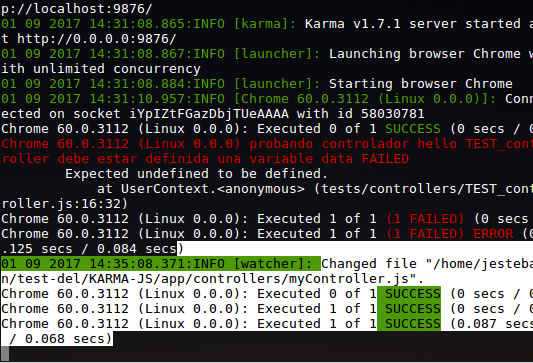 p://localhost:9876/
01 09 2017 14:31:08.865:INFO [karma]: Karma v1.7.1 server started a
t http://0.0.0.0:9876/
01 09 2017 14:31:08.867:INFO [launcher]: Launching browser Chrome w
ith unlimited concurrency
01 09 2017 14:31:08.884:INFO [launcher]: Starting browser Chrome
01 09 2017 14:31:10.957:INFO [Chrome 60.0.3112 (Linux 0.0.0)]: Conn
ected on socket iYpIZtFGazDbjTUeAAAA with id 58030781
Chrome 60.0.3112 (Linux 0.0.0): Executed 0 of 1 SUCCESS (0 secs / 0
Chrome 60.0.3112 (Linux 0.0.0) probando controlador hello TEST_cont
roller debe estar definida una variable data FAILED
Expected undefined to be defined.
at UserContext.<anonymous> (tests/controllers/TEST_cont
roller.js:16:32)
Chrome 60.0.3112 (Linux 0.0.0): Executed 1 of 1 (1 FAILED) (0 secs
Chrome 60.0.3112 (Linux 0.0.0): Executed 1 of 1 (1 FAILED) ERROR (0
.125 secs / 0.084 secs)
01 09 2017 14:35:08.371:INFO [watcher]: Changed file "/home/jesteba
n/test-del/KARMA-JS/app/controllers/myController.js".
Chrome 60.0.3112 (Linux 0.0.0): Executed 0 of 1 SUCCESS (0 secs / 0
Chrome 60.0.3112 (Linux 0.0.0): Executed 1 of 1 SUCCESS (0 secs / 0
Chrome 60.0.3112 (Linux 0.0.0): Executed 1 of 1 SUCCESS (0.087 secs
/ 0.068 secs)